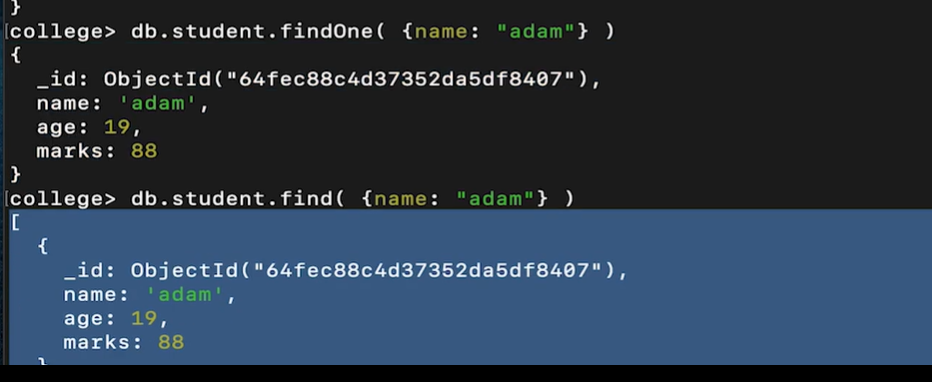 }
[college> db.student.findOne( {name: "adam"} )
{
  _id: ObjectId("64fec88c4d37352da5df8407"),
  name: 'adam',
  age: 19,
  marks: 88
}
[college> db.student.find( {name: "adam"} )
[
  {
    _id: ObjectId("64fec88c4d37352da5df8407"),
    name: 'adam',
    age: 19,
    marks: 88
  }